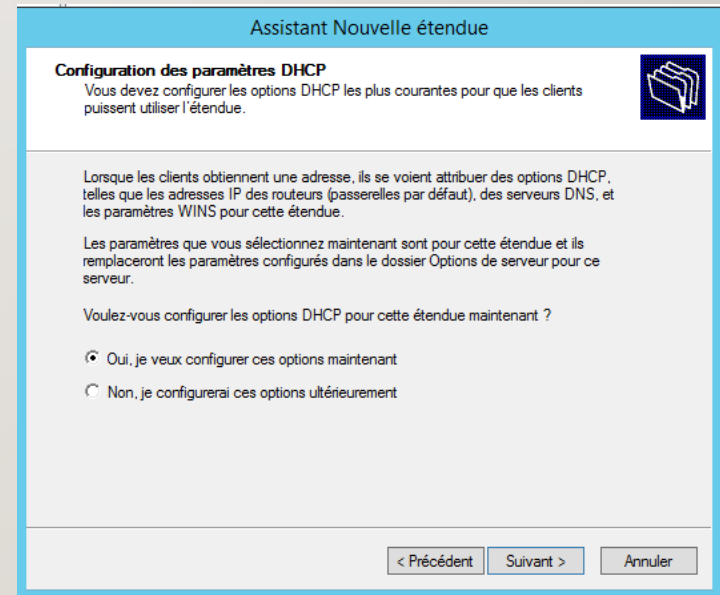 Assistant Nouvelle étendue
Configuration des paramètres DHCP
Vous devez configurer les options DHCP les plus courantes pour que les clients
puissent utiliser l'étendue.
Lorsque les clients obtiennent une adresse, ils se voient attribuer des options DHCP,
telles que les adresses IP des routeurs (passerelles par défaut), des serveurs DNS, et
les paramètres WINS pour cette étendue.
Les paramètres que vous sélectionnez maintenant sont pour cette étendue et ils
remplaceront les paramètres configurés dans le dossier Options de serveur pour ce
serveur.
Voulez-vous configurer les options DHCP pour cette étendue maintenant ?
Oui, je veux configurer ces options maintenant
Non, je configurerai ces options ultérieurement
< Précédent Suivant > Annuler